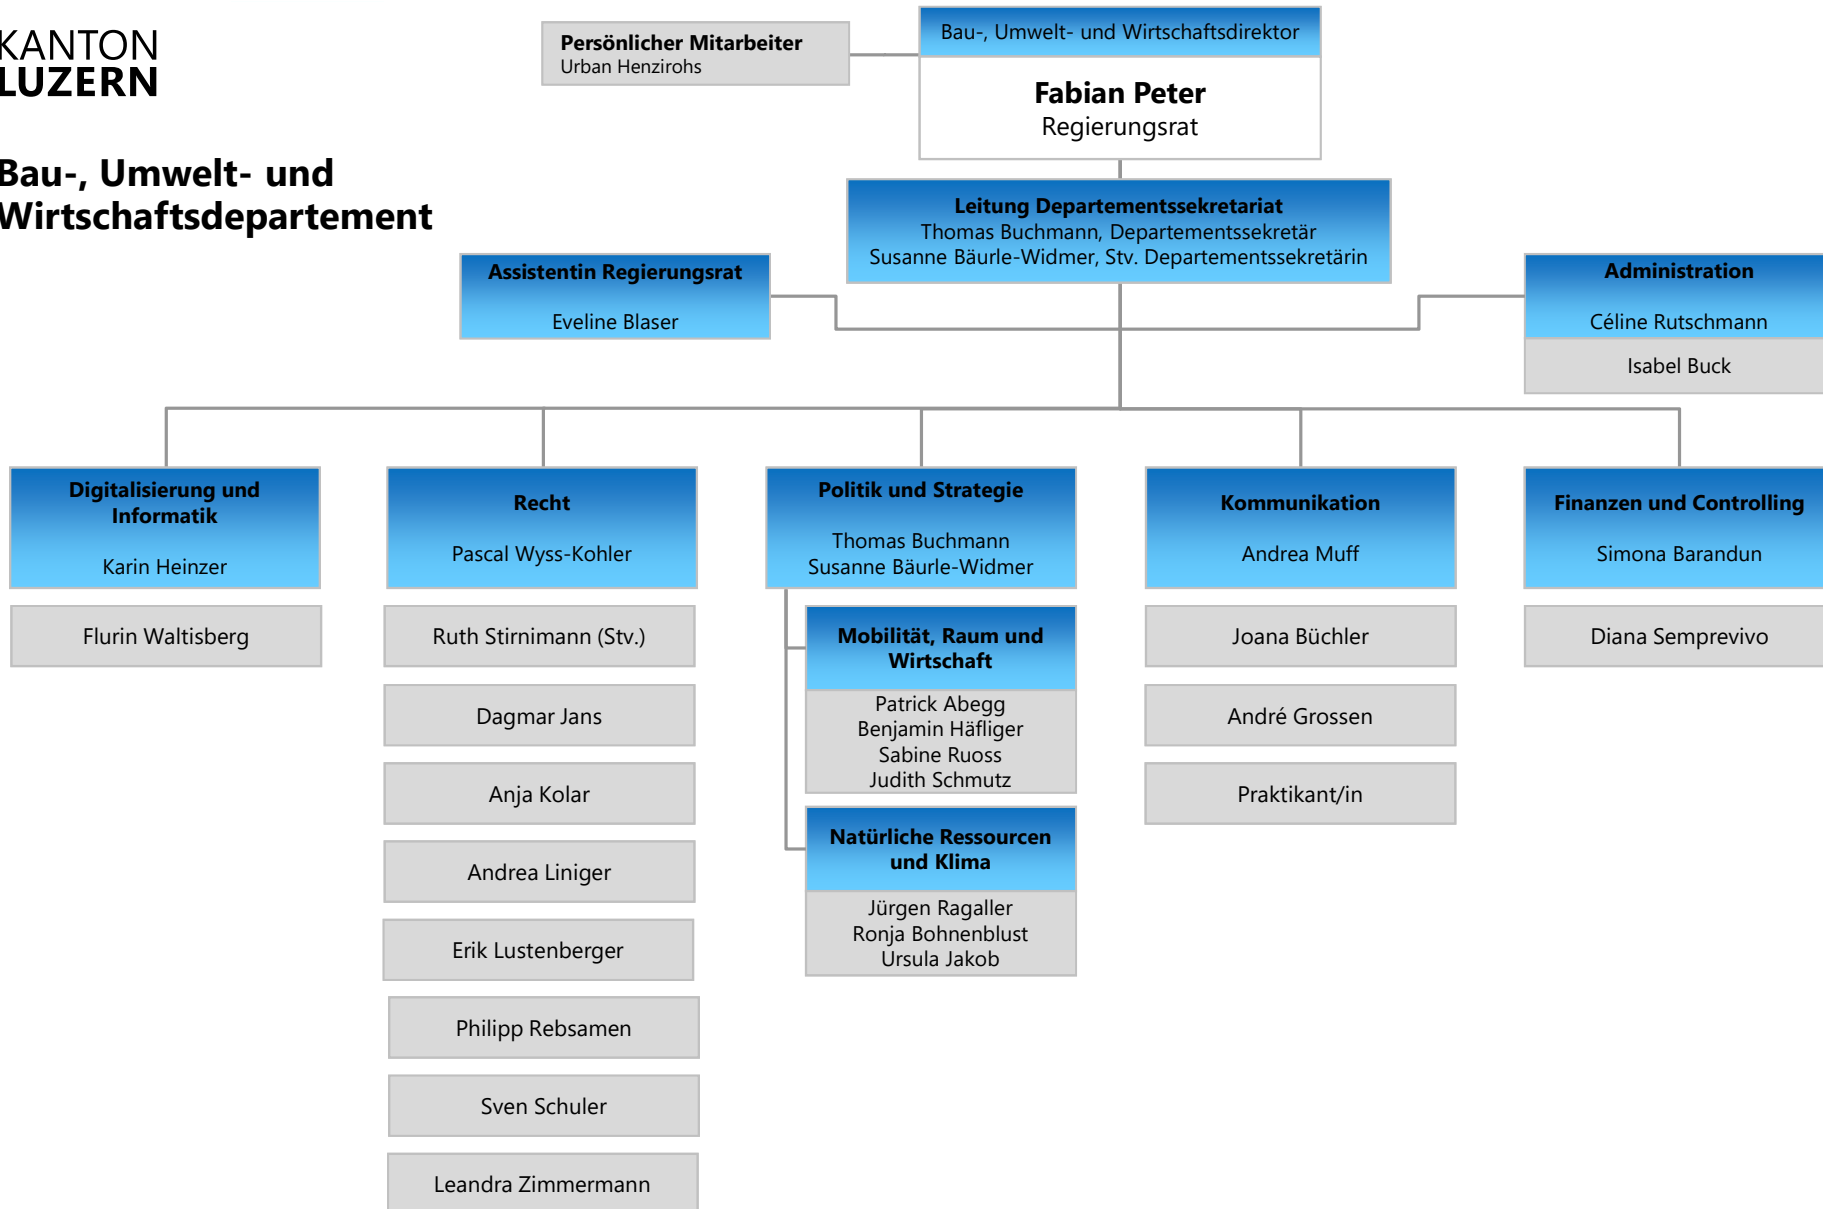 KANTON
LUZERN
Bau-, Umwelt- und
Wirtschaftsdepartement
Persönlicher Mitarbeiter
Urban Henzirohs
Bau-, Umwelt- und Wirtschaftsdirektor
Fabian Peter
Regierungsrat
Leitung Departementssekretariat
Thomas Buchmann, Departementssekretär
Susanne Bäurle-Widmer, Stv. Departementssekretärin
Assistentin Regierungsrat
Eveline Blaser
Administration
Céline Rutschmann
Isabel Buck
Digitalisierung und
Informatik
Karin Heinzer
Flurin Waltisberg
Recht
Pascal Wyss-Kohler
Ruth Stirnimann (Stv.)
Dagmar Jans
Anja Kolar
Andrea Liniger
Erik Lustenberger
Philipp Rebsamen
Sven Schuler
Leandra Zimmermann
Politik und Strategie
Thomas Buchmann
Susanne Bäurle-Widmer
Mobilität, Raum und
Wirtschaft
Patrick Abegg
Benjamin Häfliger
Sabine Ruoss
Judith Schmutz
Natürliche Ressourcen
und Klima
Jürgen Ragaller
Ronja Bohnenblust
Ursula Jakob
Kommunikation
Andrea Muff
Joana Büchler
André Grossen
Praktikant/in
Finanzen und Controlling
Simona Barandun
Diana Semprevivo